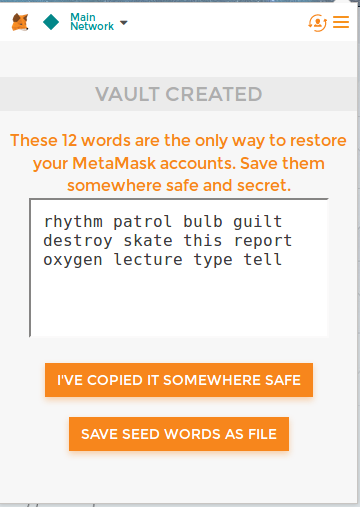 Main
Network
VAULT CREATED
These 12 words are the only way to restore
your MetaMask accounts. Save them
somewhere safe and secret.
rhythm patrol bulb guilt
destroy skate this report
oxygen lecture type tell
I'VE COPIED IT SOMEWHERE SAFE
SAVE SEED WORDS AS FILE